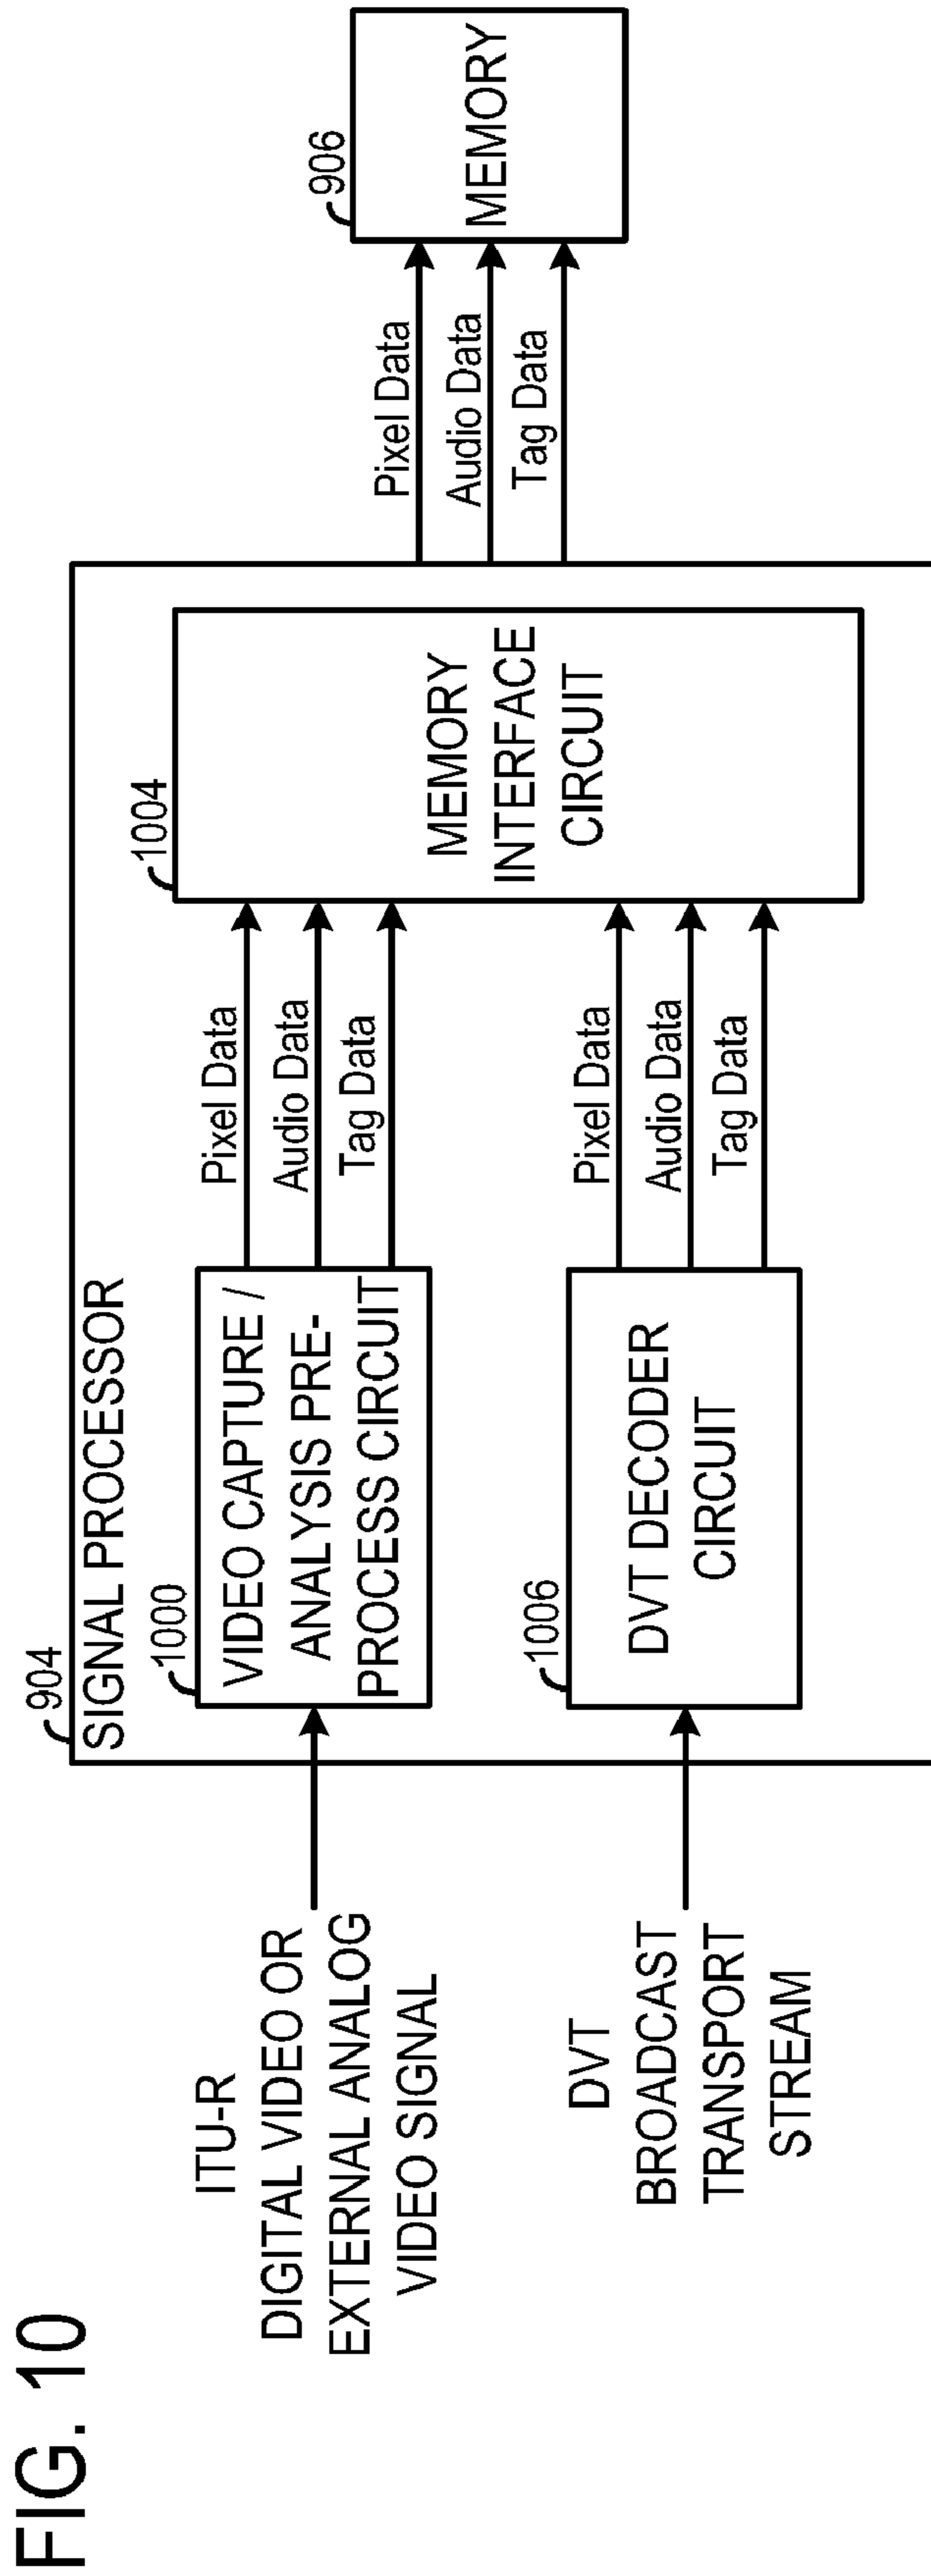 FIG. 10
904
SIGNAL PROCESSOR
ITU-R
DIGITAL VIDEO OR
EXTERNAL ANALOG
VIDEO SIGNAL
1000
VIDEO CAPTURE /
ANALYSIS PRE-
PROCESS CIRCUIT
Pixel Data
Audio Data
Tag Data
1004
MEMORY
INTERFACE
CIRCUIT
Pixel Data
Audio Data
Tag Data
906
MEMORY
DVT
BROADCAST
TRANSPORT
STREAM
1006
DVT DECODER
CIRCUIT
Pixel Data
Audio Data
Tag Data